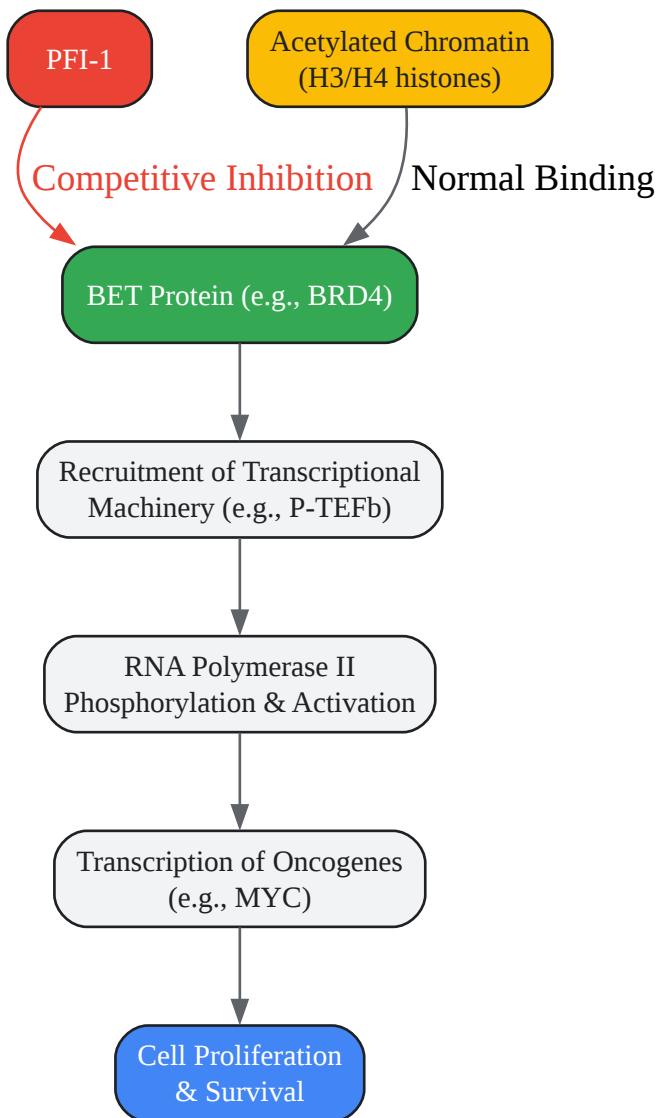 PFI-1
Acetylated Chromatin
(H3/H4 histones)
Competitive Inhibition
Normal Binding
BET Protein (e.g., BRD4)
Recruitment of Transcriptional
Machinery (e.g., P-TEFb)
RNA Polymerase II
Phosphorylation & Activation
Transcription of Oncogenes
(e.g., MYC)
Cell Proliferation
& Survival